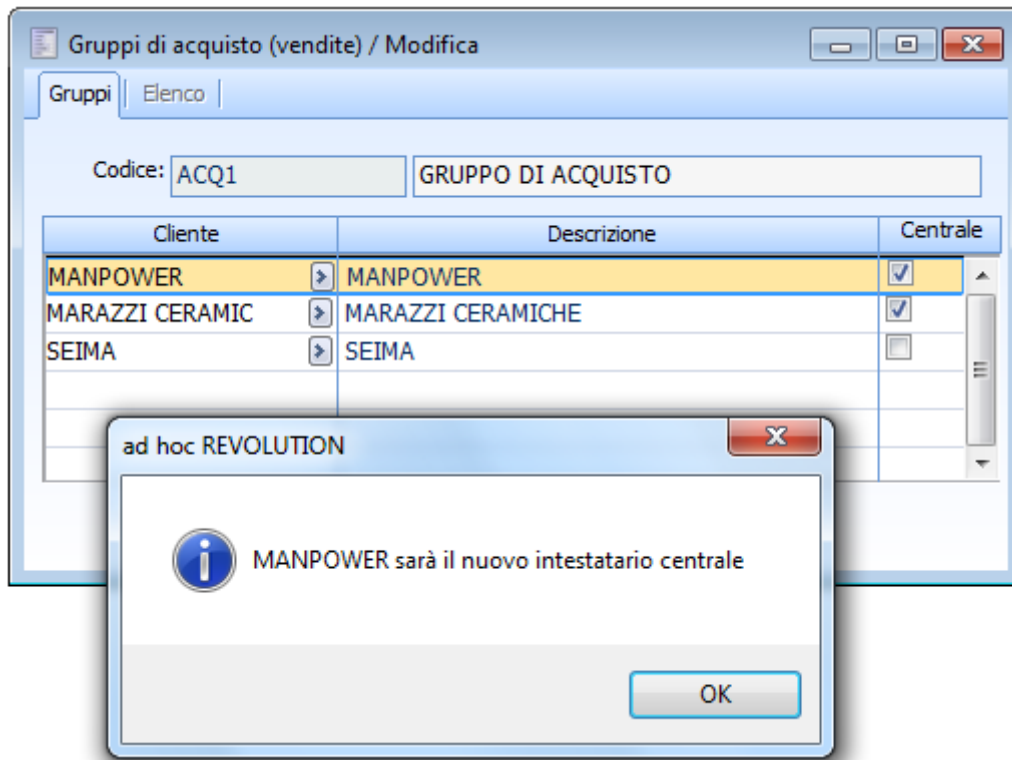 Gruppi di acquisto (vendite) / Modifica
Gruppi Elenco
Codice: ACQ1 GRUPPO DI ACQUISTO
Cliente Descrizione Centrale
MANPOWER MANPOWER
MARAZZI CERAMIC MARAZZI CERAMICHE
SEIMA SEIMA
ad hoc REVOLUTION
MANPOWER sarà il nuovo intestatario centrale
OK